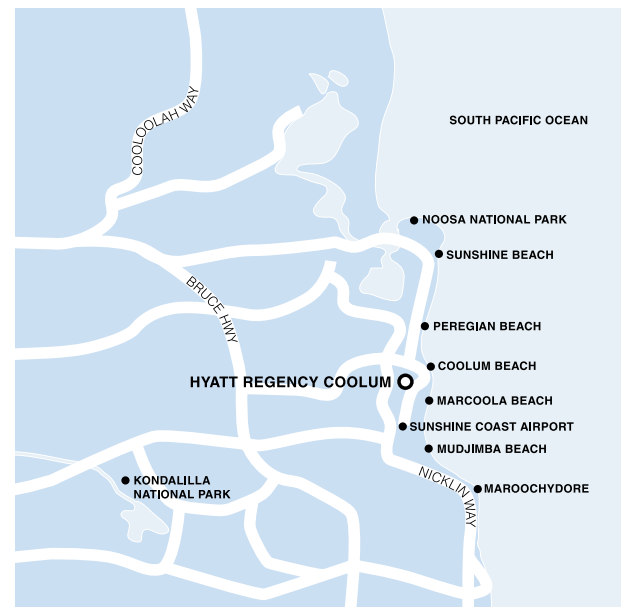 COOLOOLAH WAY
SOUTH PACIFIC OCEAN
NOOSA NATIONAL PARK
SUNSHINE BEACH
BRUCE HWY
PEREGIAN BEACH
COOLUM BEACH
HYATT REGENCY COOLUM
MARCOOLA BEACH
SUNSHINE COAST AIRPORT
MUDJIMBA BEACH
KONDALILLA
NATIONAL PARK
NICKLIN WAY
MAROOCHYDORE